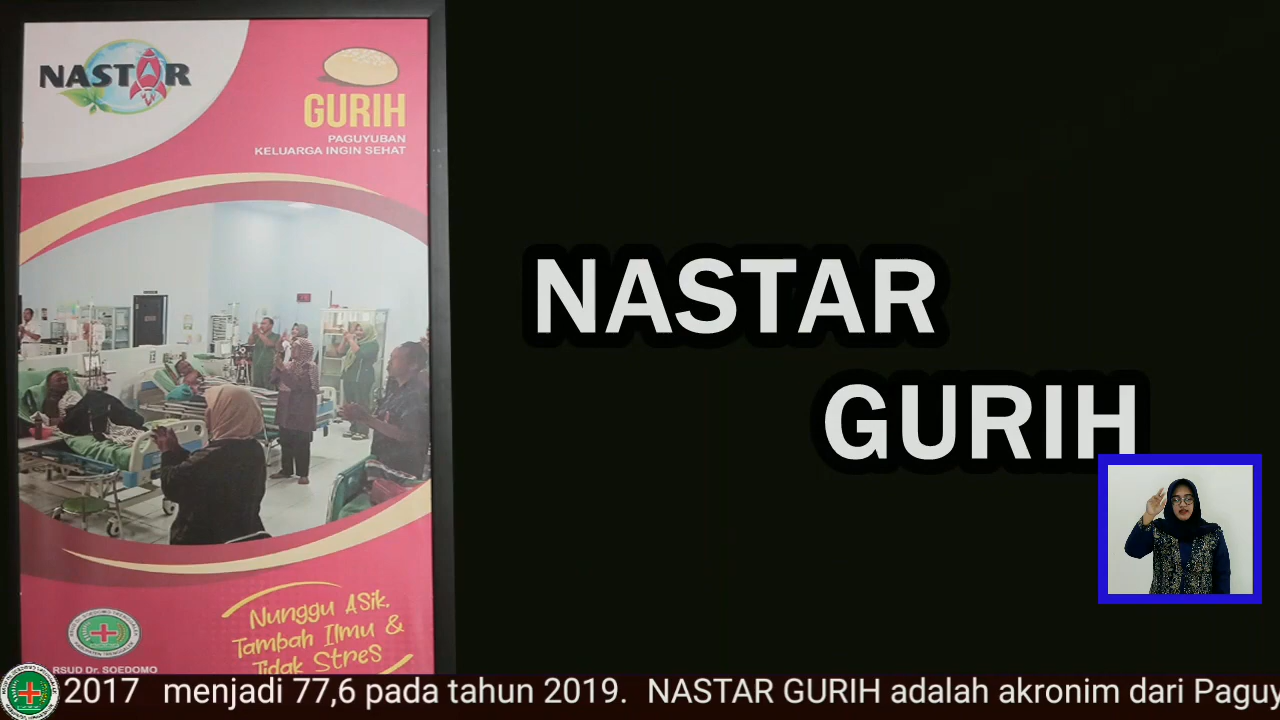 NASTAR
GURIH
PAGUYUBAN
KELUARGA INGIN SEHAT
NASTAR
GURIH
Nunggu Asik,
Tambah Ilmu &
Tidak Stres
RSUD Dr. SOEDOMO
2017 menjadi 77,6 pada tahun 2019. NASTAR GURIH adalah akronim dari Paguy